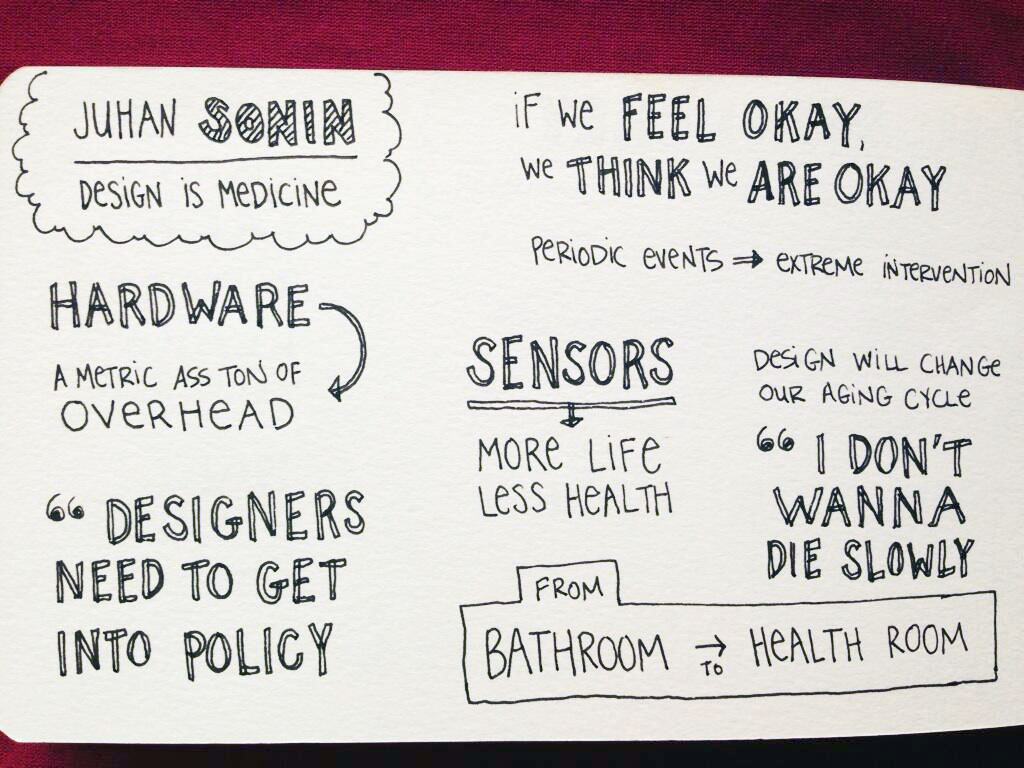 JUHAN SONIN
DESIGN IS MEDICINE
HARDWARE
A METRIC ASS TON OF
OVERHEAD
“ DESIGNERS
NEED TO GET
INTO POLICY
IF WE FEEL OKAY,
WE THINK WE ARE OKAY
PERIODIC EVENTS ⇒ EXTREME INTERVENTION
SENSORS
MORE LIFE
LESS HEALTH
DESIGN WILL CHANGE
OUR AGING CYCLE
“ I DON'T
WANNA
DIE SLOWLY
FROM
BATHROOM → TO HEALTH ROOM